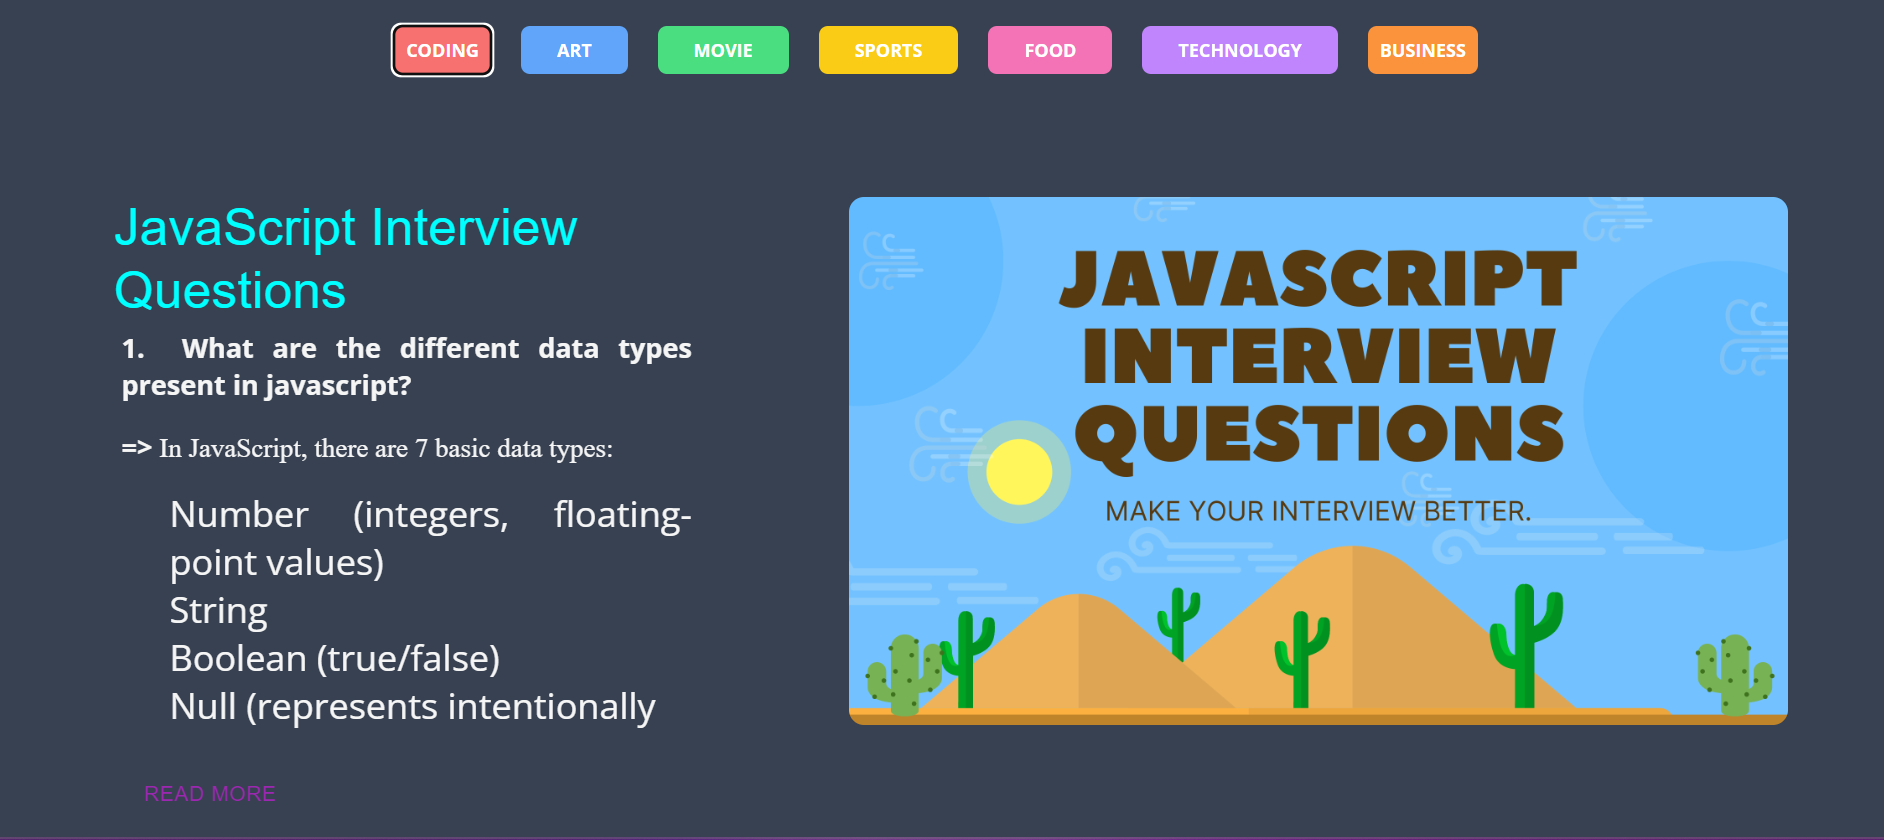 CODING ART MOVIE SPORTS FOOD TECHNOLOGY BUSINESS
JavaScript Interview
Questions
1. What are the different data types
present in javascript?
=> In JavaScript, there are 7 basic data types:
Number (integers, floating-
point values)
String
Boolean (true/false)
Null (represents intentionally
READ MORE
JAVASCRIPT
INTERVIEW
QUESTIONS
MAKE YOUR INTERVIEW BETTER.